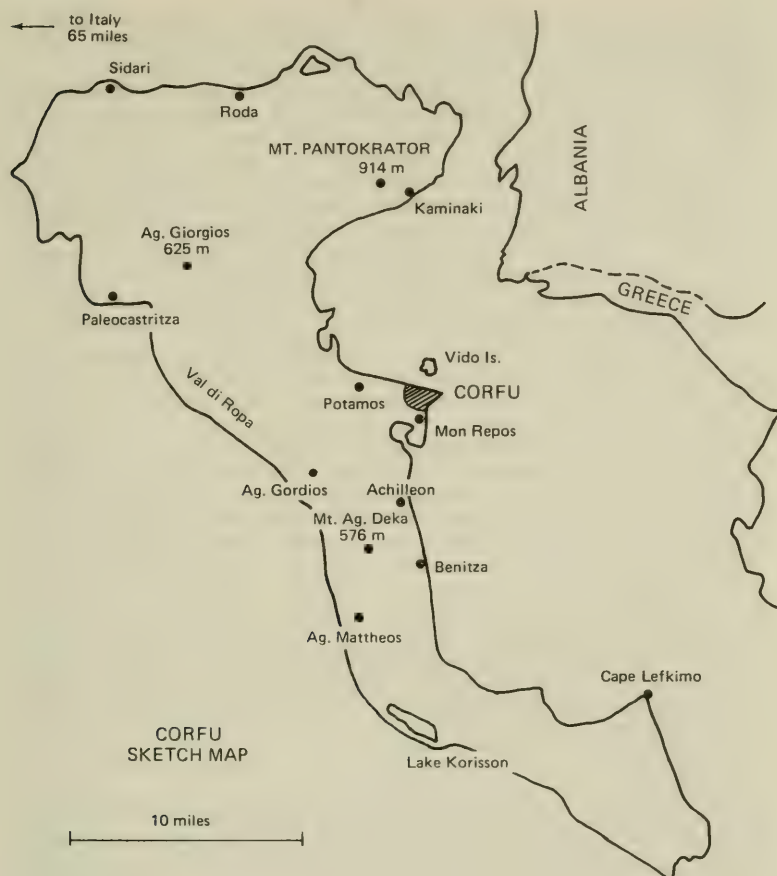 to Italy
65 miles
Sidari
Roda
MT. PANTOKRATOR
914 m
Kaminaki
ALBANIA
Ag. Giorgios
625 m
GREECE
Paleocastritza
Vido Is.
Val di Ropa
Potamos
CORFU
Mon Repos
Ag. Gordios
Achilleon
Mt. Ag. Deka
576 m
Benitza
Ag. Mattheos
Cape Lefkimo
CORFU
SKETCH MAP
Lake Korisson
10 miles